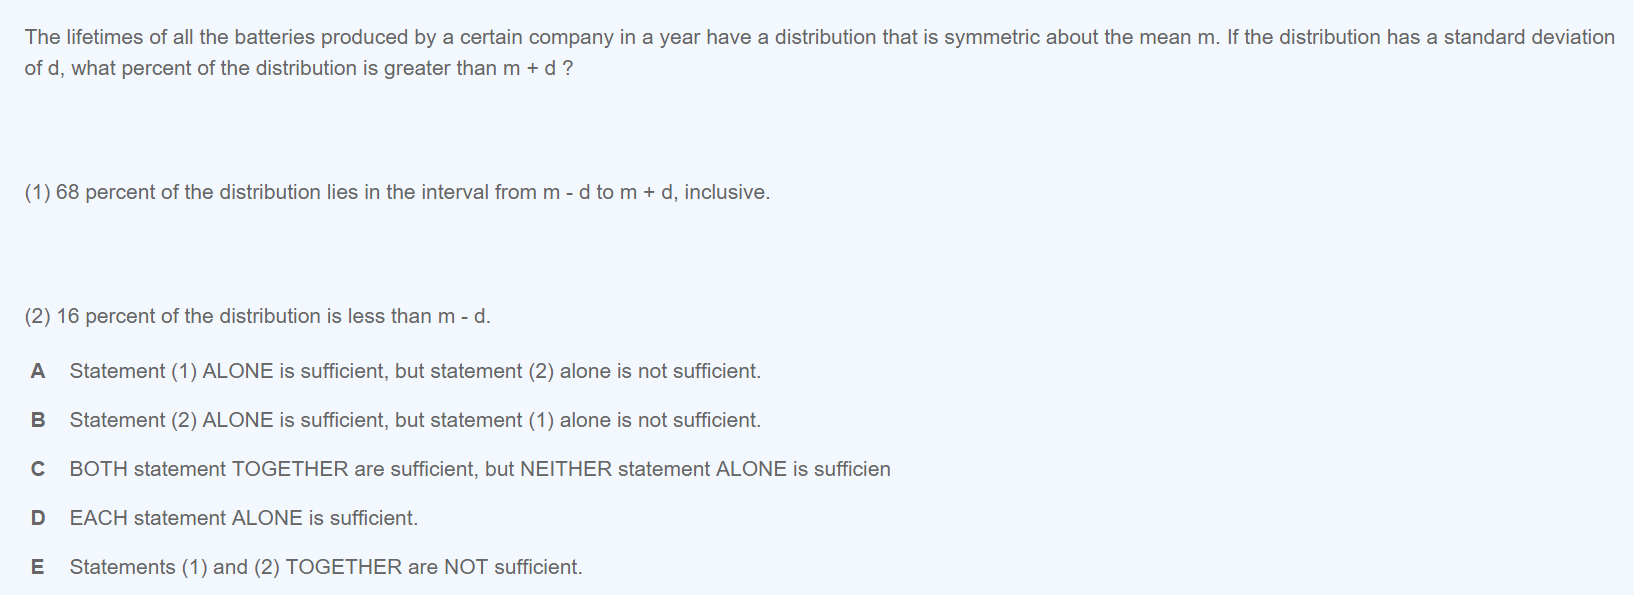 The lifetimes of all the batteries produced by a certain company in a year have a distribution that is symmetric about the mean m. If the distribution has a standard deviation
of d, what percent of the distribution is greater than m + d ?
(1) 68 percent of the distribution lies in the interval from m - d to m + d, inclusive.
(2) 16 percent of the distribution is less than m - d.
A Statement (1) ALONE is sufficient, but statement (2) alone is not sufficient.
B Statement (2) ALONE is sufficient, but statement (1) alone is not sufficient.
C BOTH statement TOGETHER are sufficient, but NEITHER statement ALONE is sufficien
D EACH statement ALONE is sufficient.
E Statements (1) and (2) TOGETHER are NOT sufficient.